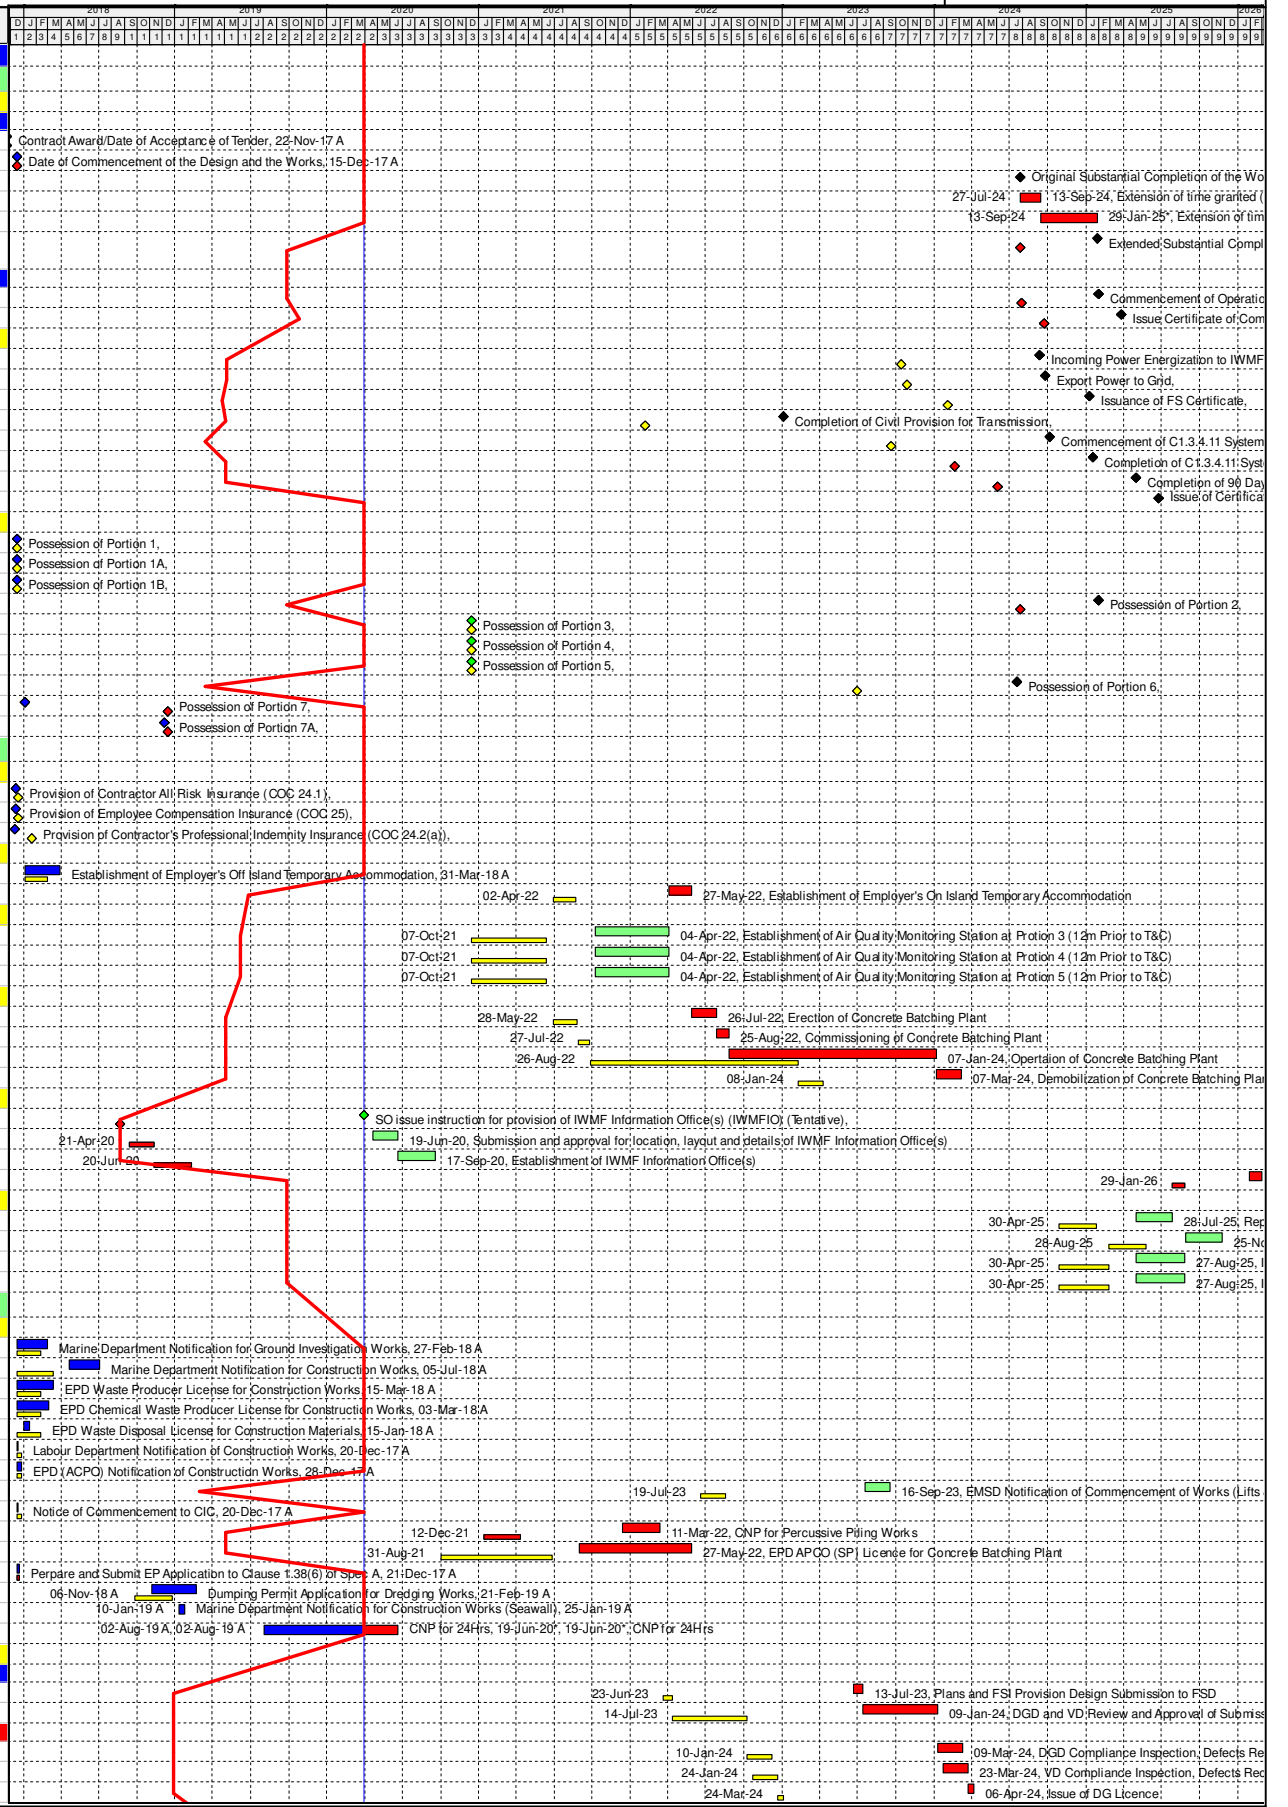 2018 2019 2020 2021 2022 2023 2024 2025 2026
Contract Award/Date of Acceptance of Tender, 22-Nov-17 A
Date of Commencement of the Design and the Works, 15-Dec-17 A
Original Substantial Completion of the Wo
27-Jul-24 13-Sep-24, Extension of time granted (
13-Sep-24 29-Jan-25*, Extension of tim
Extended Substantial Compl
Commencement of Operatio
Issue Certificate of Com
Incoming Power Energization to IWMF
Export Power to Grid,
Issuance of FS Certificate,
Completion of Civil Provision for Transmission,
Commencement of C1.3.4.11 System
Completion of C1.3.4.11 Syst
Completion of 90 Day
Issue of Certifica
Possession of Portion 1,
Possession of Portion 1A,
Possession of Portion 1B,
Possession of Portion 2,
Possession of Portion 3,
Possession of Portion 4,
Possession of Portion 5,
Possession of Portion 6,
Possession of Portion 7,
Possession of Portion 7A,
Provision of Contractor All Risk Insurance (COC 24.1),
Provision of Employee Compensation Insurance (COC 25),
Provision of Contractor's Professional Indemnity Insurance (COC 24.2(a)),
Establishment of Employer's Off Island Temporary Accommodation, 31-Mar-18 A
02-Apr-22 27-May-22, Establishment of Employer's On Island Temporary Accommodation
07-Oct-21 04-Apr-22, Establishment of Air Quality Monitoring Station at Protion 3 (12m Prior to T&C)
07-Oct-21 04-Apr-22, Establishment of Air Quality Monitoring Station at Protion 4 (12m Prior to T&C)
07-Oct-21 04-Apr-22, Establishment of Air Quality Monitoring Station at Protion 5 (12m Prior to T&C)
28-May-22 26-Jul-22, Erection of Concrete Batching Plant
27-Jul-22 25-Aug-22, Commissioning of Concrete Batching Plant
26-Aug-22 07-Jan-24, Opertaion of Concrete Batching Plant
08-Jan-24 07-Mar-24, Demobilization of Concrete Batching Plan
SO issue instruction for provision of IWMF Information Office(s) (IWMFIO) (Tentative),
21-Apr-20 19-Jun-20, Submission and approval for location, layout and details of IWMF Information Office(s)
20-Jun-20 17-Sep-20, Establishment of IWMF Information Office(s)
29-Jan-26
30-Apr-25 28-Jul-25, Rep
28-Aug-25 25-No
30-Apr-25 27-Aug-25, I
30-Apr-25 27-Aug-25, I
Marine Department Notification for Ground Investigation Works, 27-Feb-18 A
Marine Department Notification for Construction Works, 05-Jul-18 A
EPD Waste Producer License for Construction Works, 15-Mar-18 A
EPD Chemical Waste Producer License for Construction Works, 03-Mar-18 A
EPD Waste Disposal License for Construction Materials, 15-Jan-18 A
Labour Department Notification of Construction Works, 20-Dec-17 A
EPD (ACPO) Notification of Construction Works, 28-Dec-17 A
19-Jul-23 16-Sep-23, EMSD Notification of Commencement of Works (Lifts
Notice of Commencement to CIC, 20-Dec-17 A
12-Dec-21 11-Mar-22, CNP for Percussive Piling Works
31-Aug-21 27-May-22, EPD APCO (SP) Licence for Concrete Batching Plant
Perpare and Submit EP Application to Clause 1.38(6) of Spec A, 21-Dec-17 A
06-Nov-18 A Dumping Permit Application for Dredging Works, 21-Feb-19 A
10-Jan-19 A Marine Department Notification for Construction Works (Seawall), 25-Jan-19 A
02-Aug-19 A, 02-Aug-19 A CNP for 24Hrs, 19-Jun-20*, 19-Jun-20*, CNP for 24Hrs
23-Jun-23 13-Jul-23, Plans and FSI Provision Design Submission to FSD
14-Jul-23 09-Jan-24, DGD and VD Review and Approval of Submiss
10-Jan-24 09-Mar-24, DGD Compliance Inspection, Defects Re
24-Jan-24 23-Mar-24, VD Compliance Inspection, Defects Rec
24-Mar-24 06-Apr-24, Issue of DG Licence